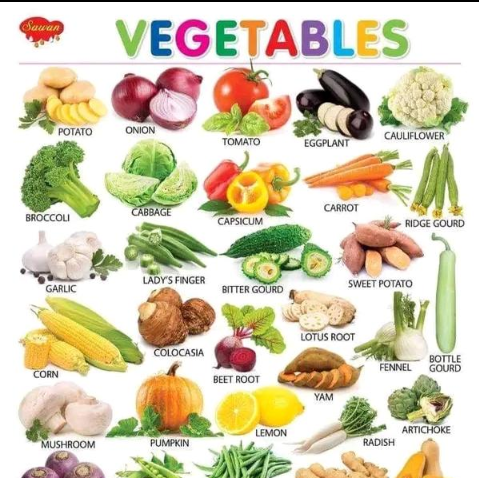 Sawan
VEGETABLES
POTATO
ONION
TOMATO
EGGPLANT
CAULIFLOWER
BROCCOLI
CABBAGE
CAPSICUM
CARROT
RIDGE GOURD
GARLIC
LADY'S FINGER
BITTER GOURD
SWEET POTATO
CORN
COLOCASIA
BEET ROOT
LOTUS ROOT
YAM
FENNEL
BOTTLE
GOURD
MUSHROOM
PUMPKIN
LEMON
RADISH
ARTICHOKE